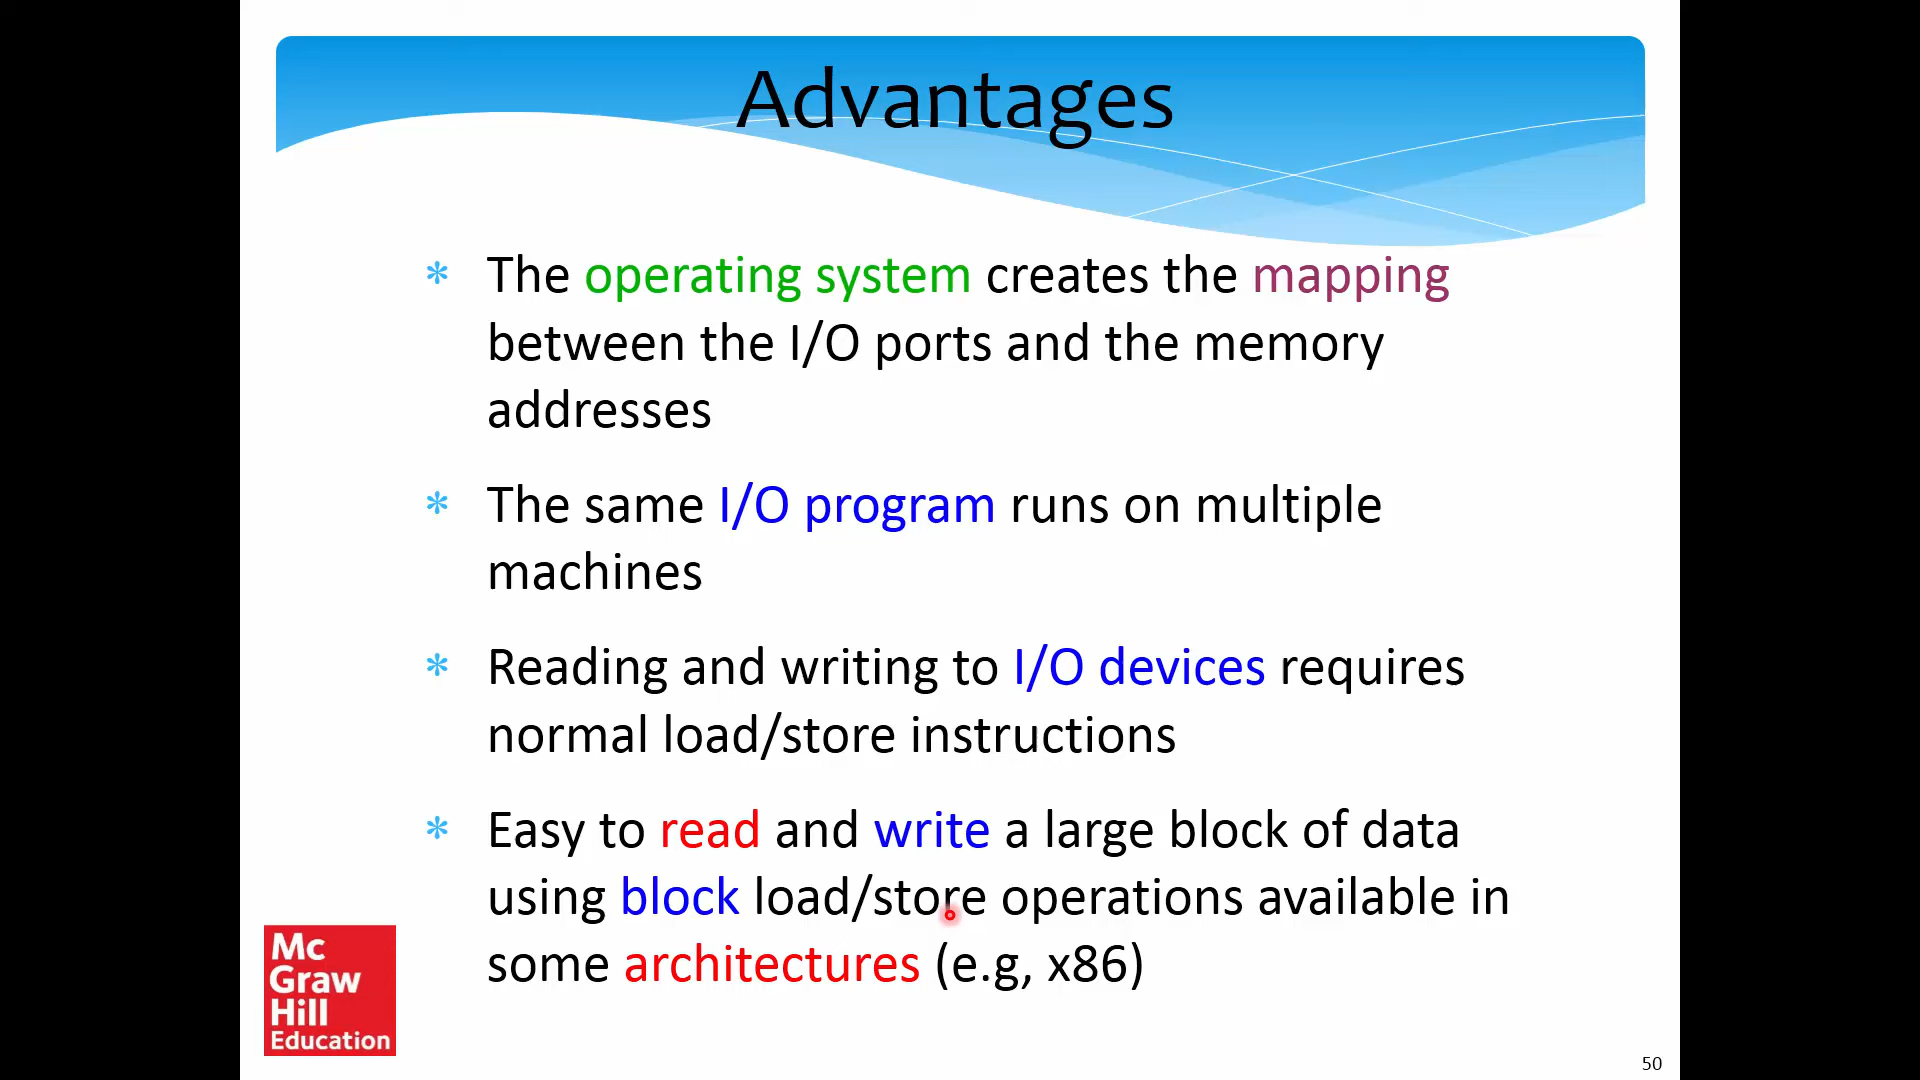 Advantages
* The operating system creates the mapping
between the I/O ports and the memory
addresses
* The same I/O program runs on multiple
machines
* Reading and writing to I/O devices requires
normal load/store instructions
* Easy to read and write a large block of data
using block load/store operations available in
some architectures (e.g, x86)
Mc
Graw
Hill
Education
50